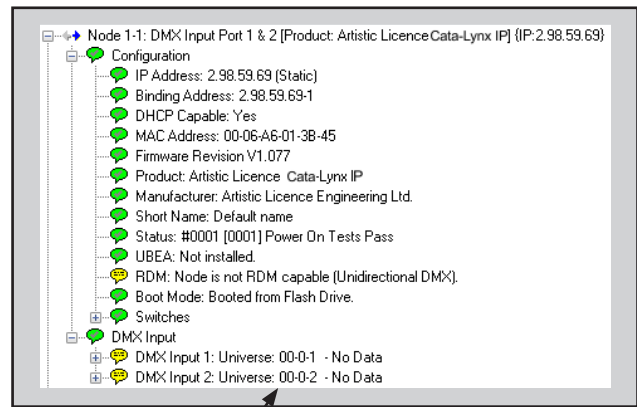 Node 1-1: DMX Input Port 1 & 2 [Product: Artistic Licence Cata-Lynx IP] {IP:2.98.59.69}
Configuration
IP Address: 2.98.59.69 (Static)
Binding Address: 2.98.59.69-1
DHCP Capable: Yes
MAC Address: 00-06-A6-01-3B-45
Firmware Revision V1.077
Product: Artistic Licence Cata-Lynx IP
Manufacturer: Artistic Licence Engineering Ltd.
Short Name: Default name
Status: #0001 [0001] Power On Tests Pass
UBEA: Not installed.
RDM: Node is not RDM capable (Unidirectional DMX).
Boot Mode: Booted from Flash Drive.
Switches
DMX Input
DMX Input 1: Universe: 00-0-1 - No Data
DMX Input 2: Universe: 00-0-2 - No Data